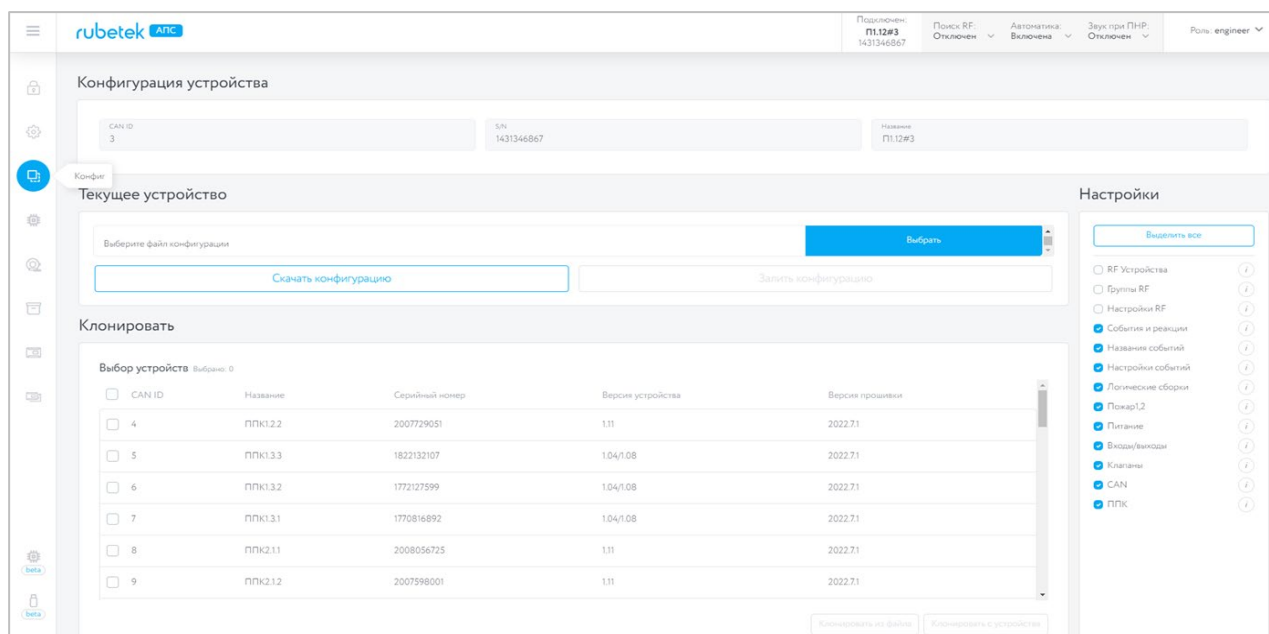 rubetek АПС
Подключен:
П1.12#3
1431346867
Поиск RF:
Отключен
Автоматика:
Включена
Звук при ПНР:
Отключен
Роль: engineer
Конфигурация устройства
CAN ID
3
S/N
1431346867
Название
П1.12#3
Конфиг
Текущее устройство
Выберите файл конфигурации
Выбрать
Скачать конфигурацию
Залить конфигурацию
Клонировать
Выбор устройств Выбрано: 0
CAN ID Название Серийный номер Версия устройства Версия прошивки
4 ППК1.2.2 2007729051 1.11 2022.7.1
5 ППК1.3.3 1822132107 1.04/1.08 2022.7.1
6 ППК1.3.2 1772127599 1.04/1.08 2022.7.1
7 ППК1.3.1 1770816892 1.04/1.08 2022.7.1
8 ППК2.1.1 2008056725 1.11 2022.7.1
9 ППК2.1.2 2007598001 1.11 2022.7.1
Клонировать из файла
Клонировать с устройства
Настройки
Выделить все
RF Устройства
Группы RF
Настройки RF
События и реакции
Названия событий
Настройки событий
Логические сборки
Пожар1,2
Питание
Входы/выходы
Клапаны
CAN
ППК
beta
beta